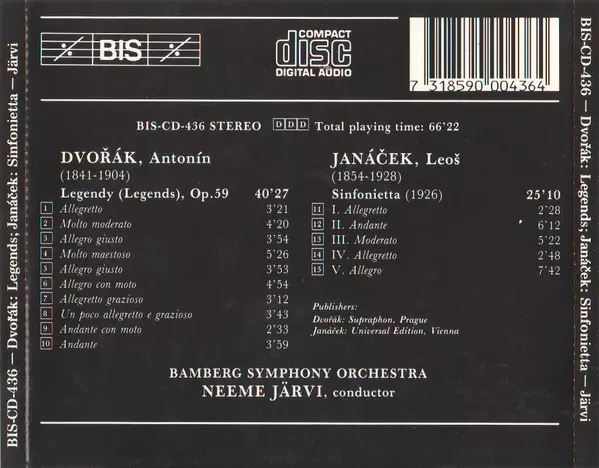 BIS-CD-436 – Dvořák: Legends; Janáček: Sinfonietta – Järvi
BIS
COMPACT
disc
DIGITAL AUDIO
7 318590 004364
BIS-CD-436 STEREO DDD Total playing time: 66'22
DVOŘÁK, Antonín
(1841-1904)
Legendy (Legends), Op.59 40'27
1 Allegretto 3'21
2 Molto moderato 4'20
3 Allegro giusto 3'54
4 Molto maestoso 5'26
5 Allegro giusto 3'53
6 Allegro con moto 4'54
7 Allegretto grazioso 3'12
8 Un poco allegretto e grazioso 3'43
9 Andante con moto 2'33
10 Andante 3'59
JANÁČEK, Leoš
(1854-1928)
Sinfonietta (1926) 25'10
11 I. Allegretto 2'28
12 II. Andante 6'12
13 III. Moderato 5'22
14 IV. Allegretto 2'48
15 V. Allegro 7'42
Publishers:
Dvořák: Supraphon, Prague
Janáček: Universal Edition, Vienna
BAMBERG SYMPHONY ORCHESTRA
NEEME JÄRVI, conductor
BIS-CD-436 – Dvořák: Legends; Janáček: Sinfonietta – Järvi